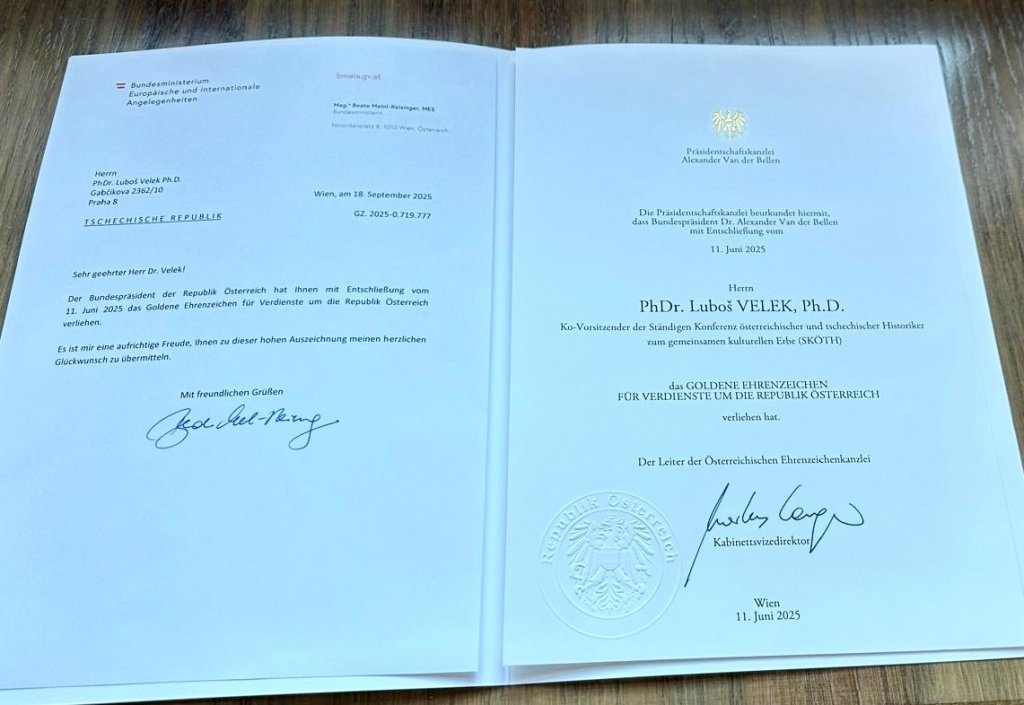 Bundesministerium
Europäische und internationale
Angelegenheiten
bmeia.gv.at
Mag.ª Beate Meinl-Reisinger, MES
Bundesministerin
Minoritenplatz 8, 1010 Wien, Österreich
Herrn
PhDr. Luboš Velek Ph.D.
Gabčíkova 2362/10
Praha 8
TSCHECHISCHE REPUBLIK
Wien, am 18. September 2025
GZ. 2025-0.719.777
Sehr geehrter Herr Dr. Velek!
Der Bundespräsident der Republik Österreich hat Ihnen mit Entschließung vom
11. Juni 2025 das Goldene Ehrenzeichen für Verdienste um die Republik Österreich
verliehen.
Es ist mir eine aufrichtige Freude, Ihnen zu dieser hohen Auszeichnung meinen herzlichen
Glückwunsch zu übermitteln.
Mit freundlichen Grüßen
Präsidentschaftskanzlei
Alexander Van der Bellen
Die Präsidentschaftskanzlei beurkundet hiermit,
dass Bundespräsident Dr. Alexander Van der Bellen
mit Entschließung vom
11. Juni 2025
Herrn
PhDr. Luboš VELEK, Ph.D.
Ko-Vorsitzender der Ständigen Konferenz österreichischer und tschechischer Historiker
zum gemeinsamen kulturellen Erbe (SKÖTH)
das GOLDENE EHRENZEICHEN
FÜR VERDIENSTE UM DIE REPUBLIK ÖSTERREICH
verliehen hat.
Der Leiter der Österreichischen Ehrenzeichenkanzlei
Kabinettsvizedirektor
Republik Österreich
Wien
11. Juni 2025